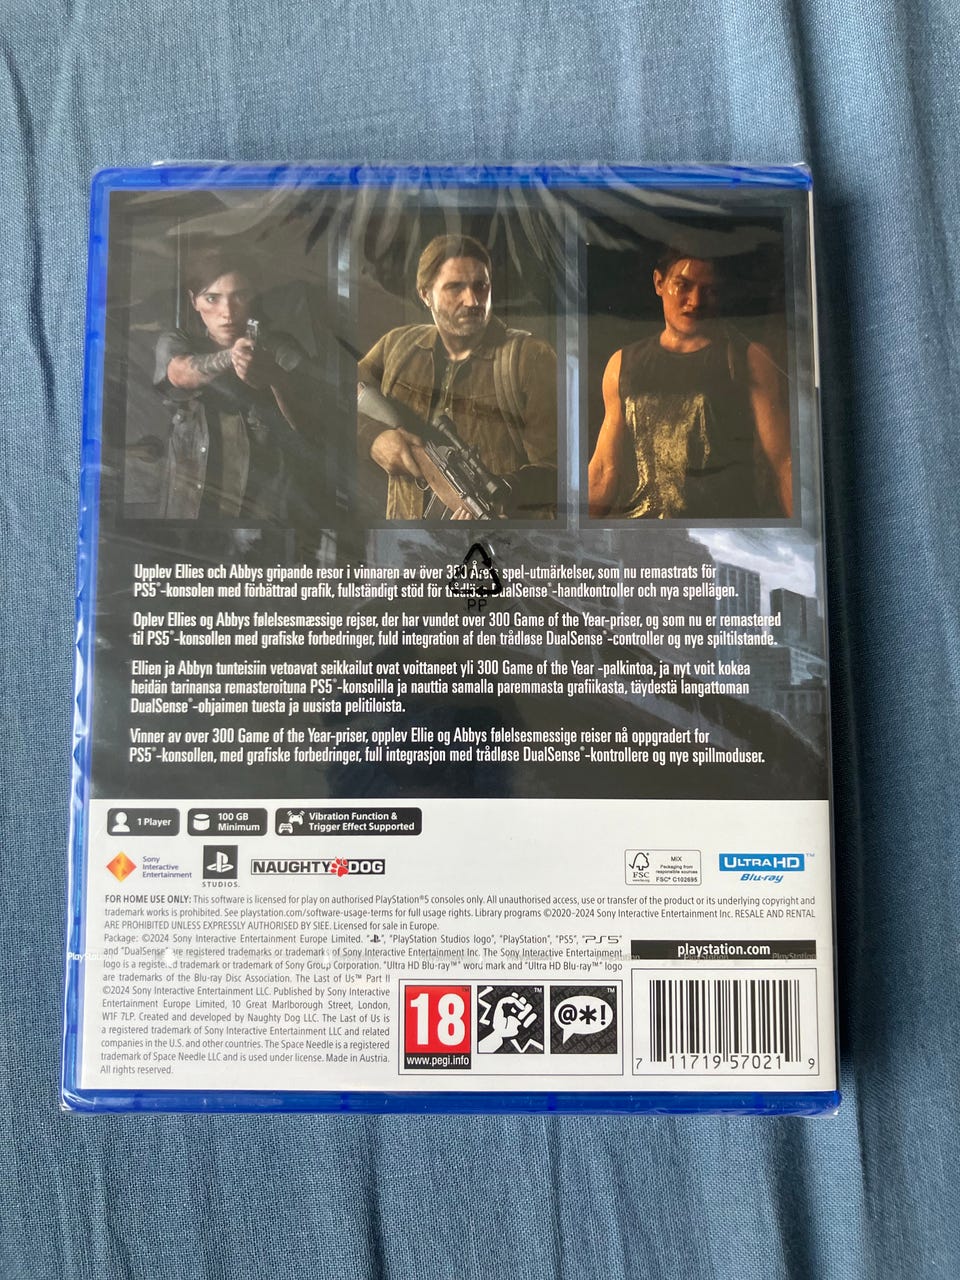 Upplev Ellies och Abbys gripande resor i vinnaren av över 300 Årets spel-utmärkelser, som nu remastrats för
PS5®-konsolen med förbättrad grafik, fullständigt stöd för trådlösa DualSense®-handkontroller och nya spellägen.
Oplev Ellies og Abbys følelsesmæssige rejser, der har vundet over 300 Game of the Year-priser, og som nu er remastered
til PS5®-konsollen med grafiske forbedringer, fuld integration af den trådløse DualSense®-controller og nye spiltilstande.
Ellien ja Abbyn tunteisiin vetoavat seikkailut ovat voittaneet yli 300 Game of the Year -palkintoa, ja nyt voit kokea
heidän tarinansa remasteroituna PS5®-konsolilla ja nauttia samalla paremmasta grafiikasta, täydestä langattoman
DualSense®-ohjaimen tuesta ja uusista pelitiloista.
Vinner av over 300 Game of the Year-priser, opplev Ellie og Abbys følelsesmessige reiser nå oppgradert for
PS5®-konsollen, med grafiske forbedringer, full integrasjon med trådløse DualSense®-kontrollere og nye spillmoduser.
PP
1 Player
100 GB
Minimum
Vibration Function &
Trigger Effect Supported
Sony
Interactive
Entertainment
STUDIOS.
NAUGHTY DOG
FSC
www.fsc.org
MIX
Packaging from
responsible sources
FSC® C102695
ULTRA HD™
Blu-ray
FOR HOME USE ONLY: This software is licensed for play on authorised PlayStation®5 consoles only. All unauthorised access, use or transfer of the product or its underlying copyright and
trademark works is prohibited. See playstation.com/software-usage-terms for full usage rights. Library programs ©2020-2024 Sony Interactive Entertainment Inc. RESALE AND RENTAL
ARE PROHIBITED UNLESS EXPRESSLY AUTHORISED BY SIEE. Licensed for sale in Europe.
Package: ©2024 Sony Interactive Entertainment Europe Limited. "PS", "PlayStation Studios logo", "PlayStation", "PS5", "PS5"
and "DualSense" are registered trademarks or trademarks of Sony Interactive Entertainment Inc. The Sony Interactive Entertainment
logo is a registered trademark or trademark of Sony Group Corporation. "Ultra HD Blu-ray™" word mark and "Ultra HD Blu-ray™" logo
are trademarks of the Blu-ray Disc Association. The Last of Us™ Part II
©2024 Sony Interactive Entertainment LLC. Published by Sony Interactive
Entertainment Europe Limited, 10 Great Marlborough Street, London,
W1F 7LP. Created and developed by Naughty Dog LLC. The Last of Us is
a registered trademark of Sony Interactive Entertainment LLC and related
companies in the U.S. and other countries. The Space Needle is a registered
trademark of Space Needle LLC and is used under license. Made in Austria.
All rights reserved.
playstation.com
18
www.pegi.info
™
@*!
™
7 11719 57021 9